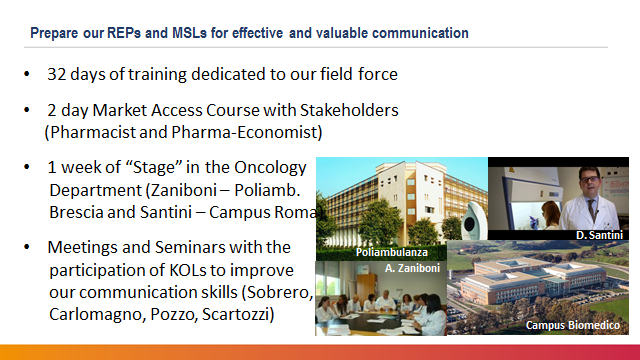 Prepare our REPs and MSLs for effective and valuable communication
• 32 days of training dedicated to our field force
• 2 day Market Access Course with Stakeholders
(Pharmacist and Pharma-Economist)
• 1 week of “Stage” in the Oncology
Department (Zaniboni – Poliamb.
Brescia and Santini – Campus Roma)
• Meetings and Seminars with the
participation of KOLs to improve
our communication skills (Sobrero,
Carlomagno, Pozzo, Scartozzi)
D. Santini
Poliambulanza
A. Zaniboni
Campus Biomedico